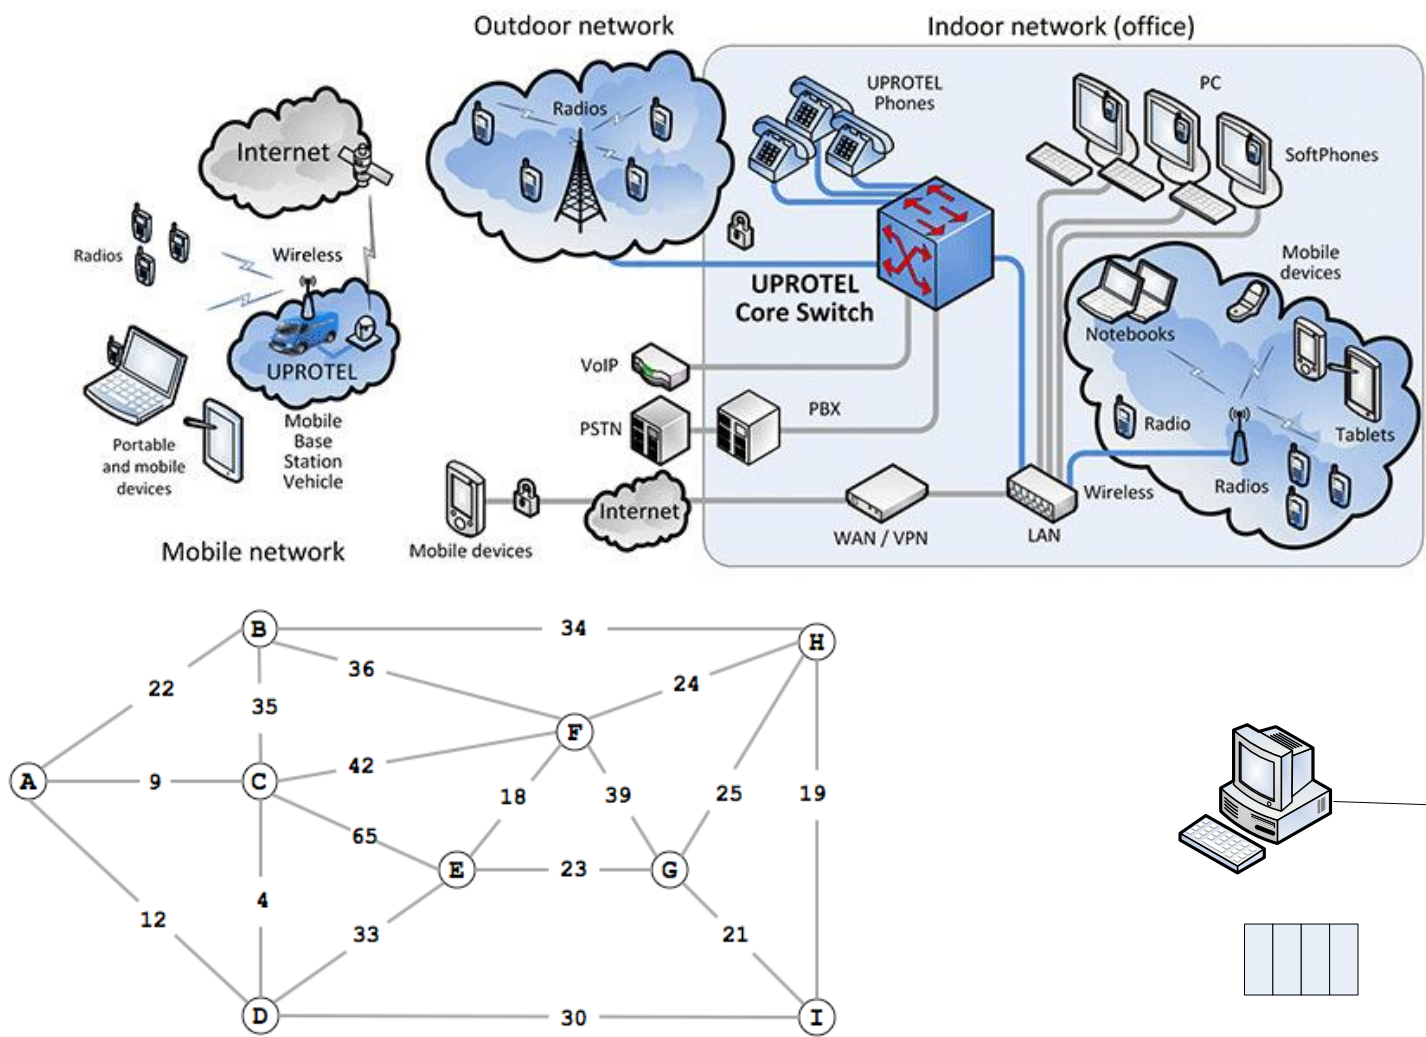 Outdoor network
Indoor network (office)
Radios
UPROTEL
Phones
PC
SoftPhones
Internet
Radios
Wireless
UPROTEL
Mobile
Base
Station
Vehicle
Portable
and mobile
devices
Mobile network
UPROTEL
Core Switch
Mobile
devices
Notebooks
Radio
Tablets
Radios
Wireless
VoIP
PSTN
PBX
Internet
Mobile devices
WAN / VPN
LAN
B
34
H
36
24
22
35
F
42
A
9
C
18
39
25
19
65
E
23
G
4
12
33
21
D
30
I